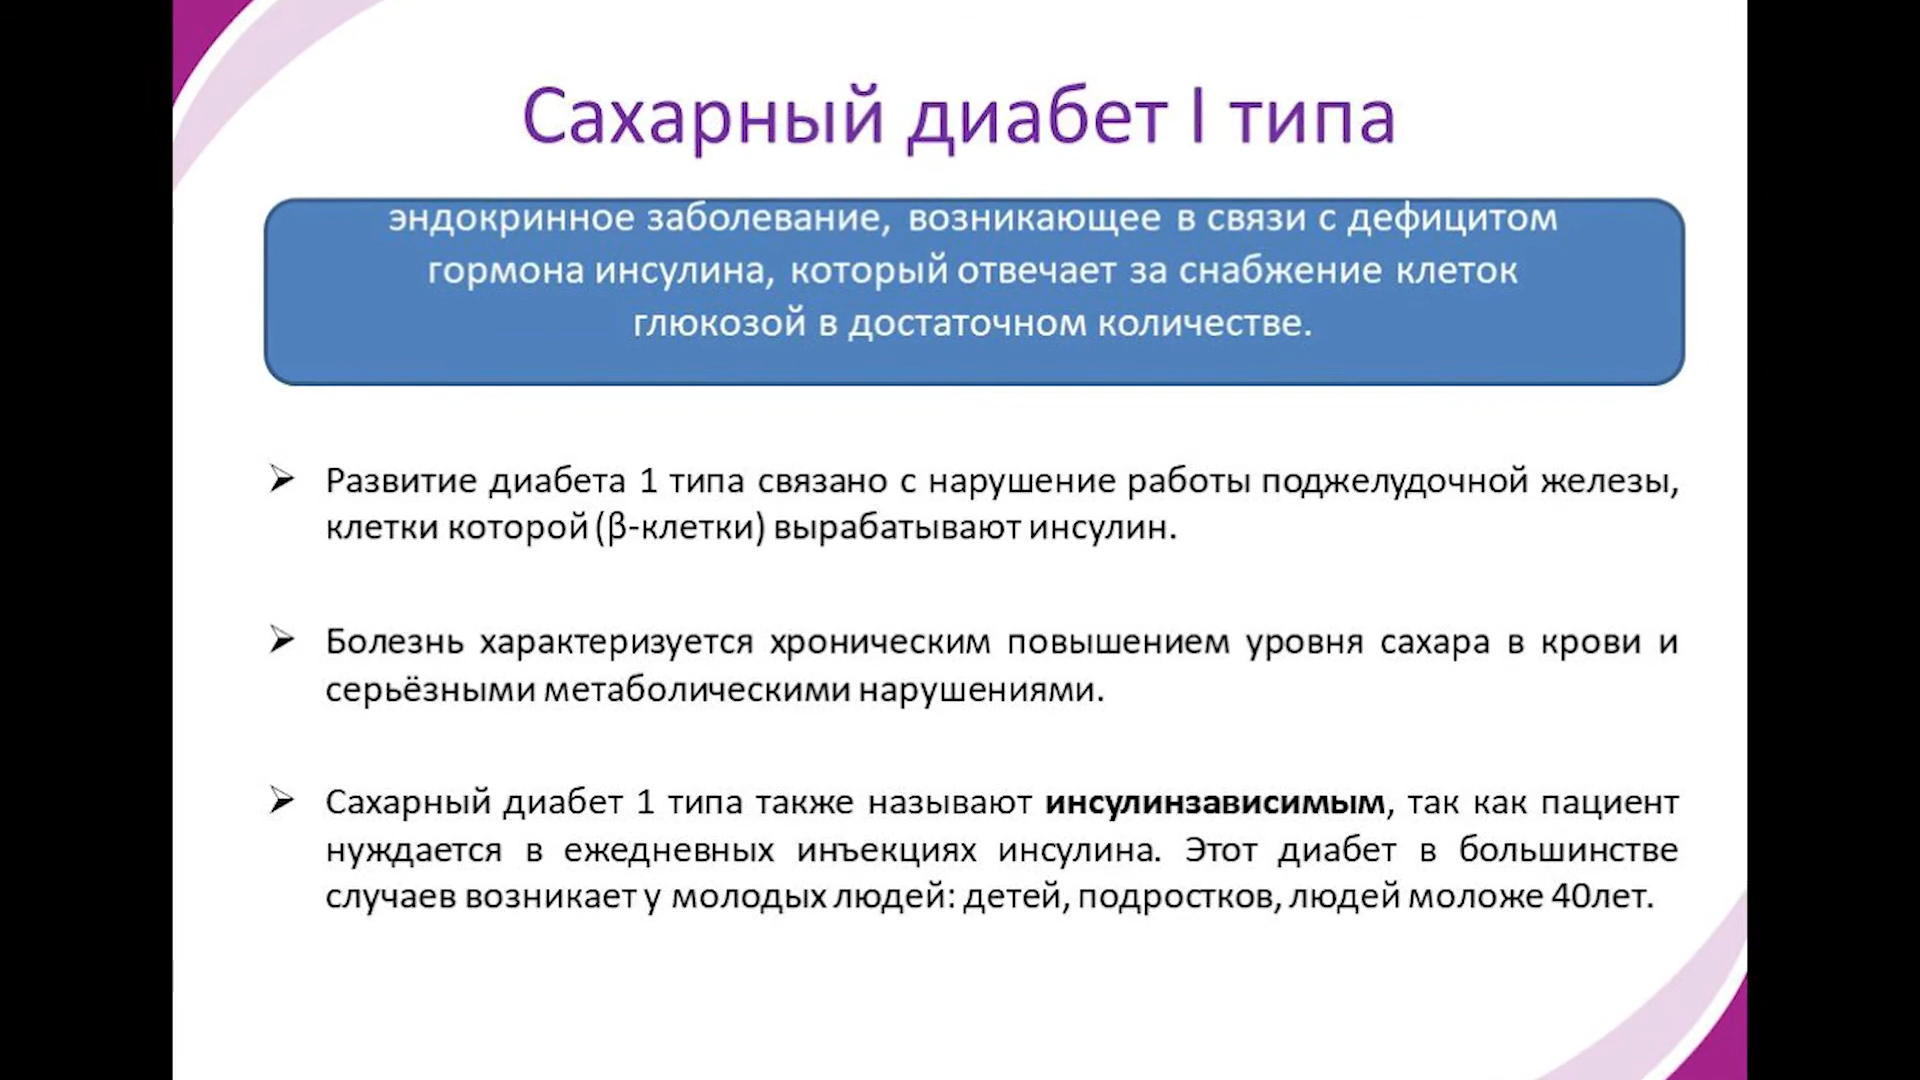 Сахарный диабет I типа
эндокринное заболевание, возникающее в связи с дефицитом
гормона инсулина, который отвечает за снабжение клеток
глюкозой в достаточном количестве.
Развитие диабета 1 типа связано с нарушение работы поджелудочной железы,
клетки которой (β-клетки) вырабатывают инсулин.
Болезнь характеризуется хроническим повышением уровня сахара в крови и
серьёзными метаболическими нарушениями.
Сахарный диабет 1 типа также называют инсулинзависимым, так как пациент
нуждается в ежедневных инъекциях инсулина. Этот диабет в большинстве
случаев возникает у молодых людей: детей, подростков, людей моложе 40лет.